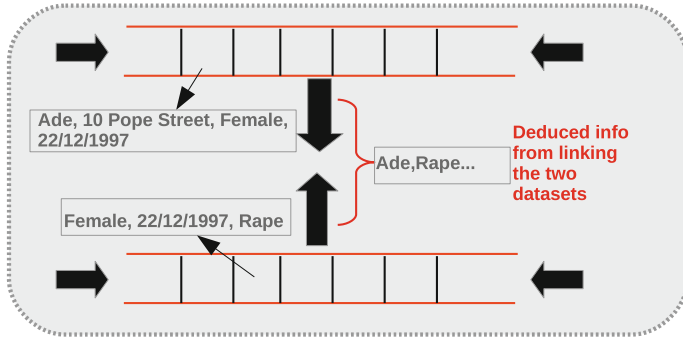 Ade, 10 Pope Street, Female,
22/12/1997
Deduced info
from linking
the two
datasets
Ade,Rape...
Female, 22/12/1997, Rape